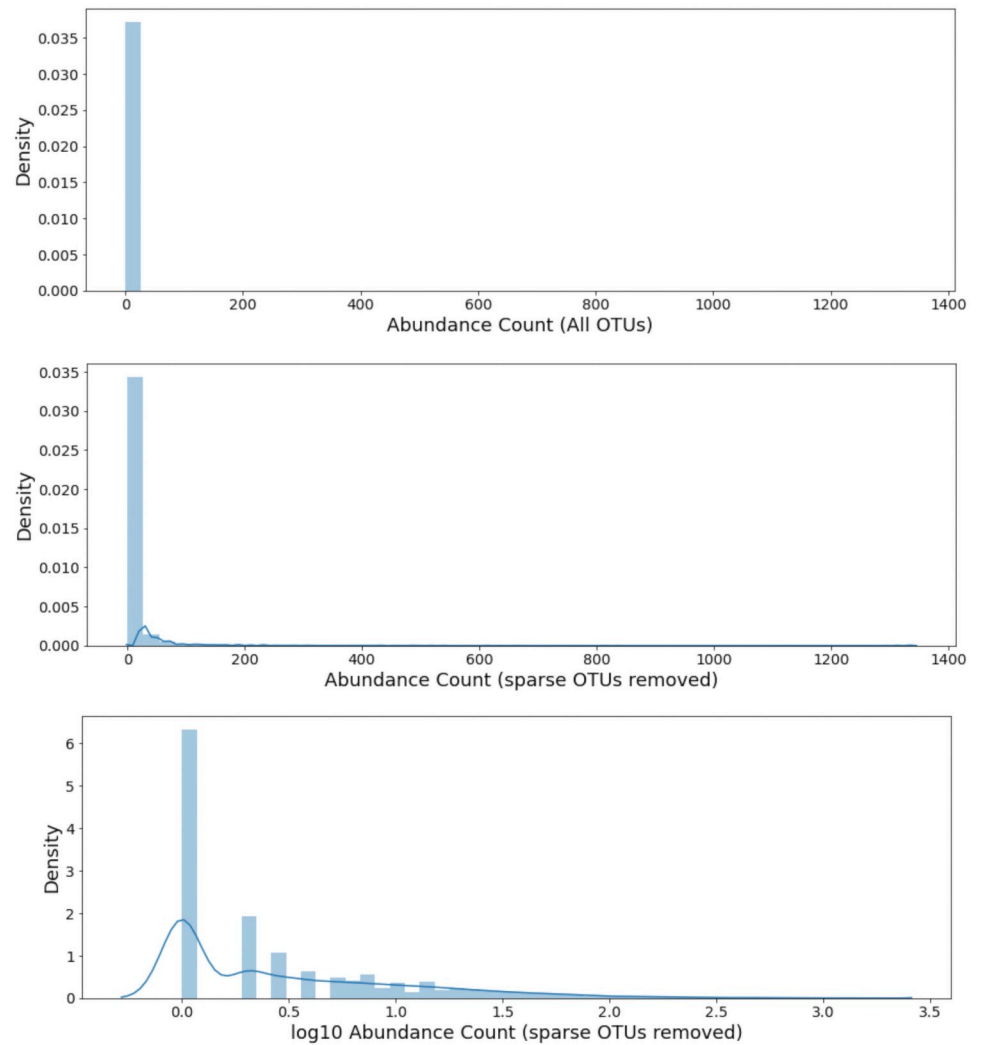 0.035
0.030
0.025
0.020
0.015
0.010
0.005
0.000
Density
0 200 400 600 800 1000 1200 1400
Abundance Count (All OTUs)
0.035
0.030
0.025
0.020
0.015
0.010
0.005
0.000
Density
0 200 400 600 800 1000 1200 1400
Abundance Count (sparse OTUs removed)
6
5
4
3
2
1
0
Density
0.0 0.5 1.0 1.5 2.0 2.5 3.0 3.5
log10 Abundance Count (sparse OTUs removed)